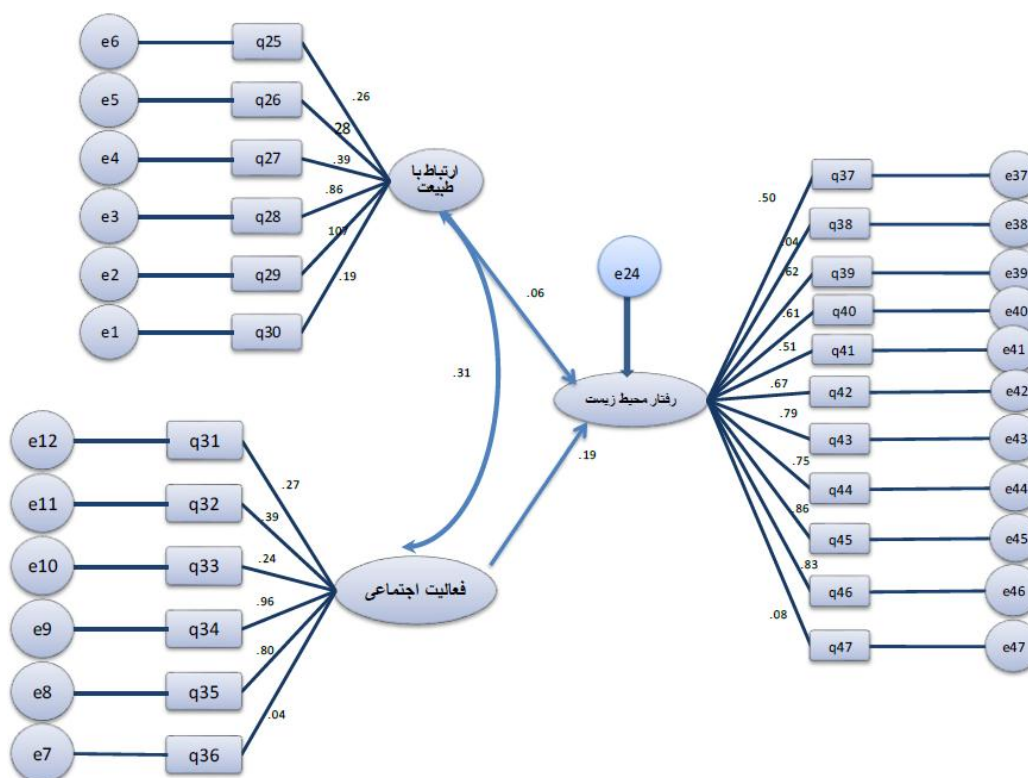 e6 q25
.26
e5 q26
.28
e4 q27
.39
ارتباط با
طبیعت
e3 q28
.86
e2 q29
107
e1 q30
.19
.06
.31
e24
رفتار محیط زیست
.19
e12 q31
.27
e11 q32
.39
e10 q33
.24
e9 q34
.96
فعالیت اجتماعی
e8 q35
.80
e7 q36
.04
q37 e37
.50
q38 e38
.04
q39 e39
.62
q40 e40
.61
q41 e41
.51
q42 e42
.67
q43 e43
.79
q44 e44
.75
q45 e45
.86
q46 e46
.83
q47 e47
.08